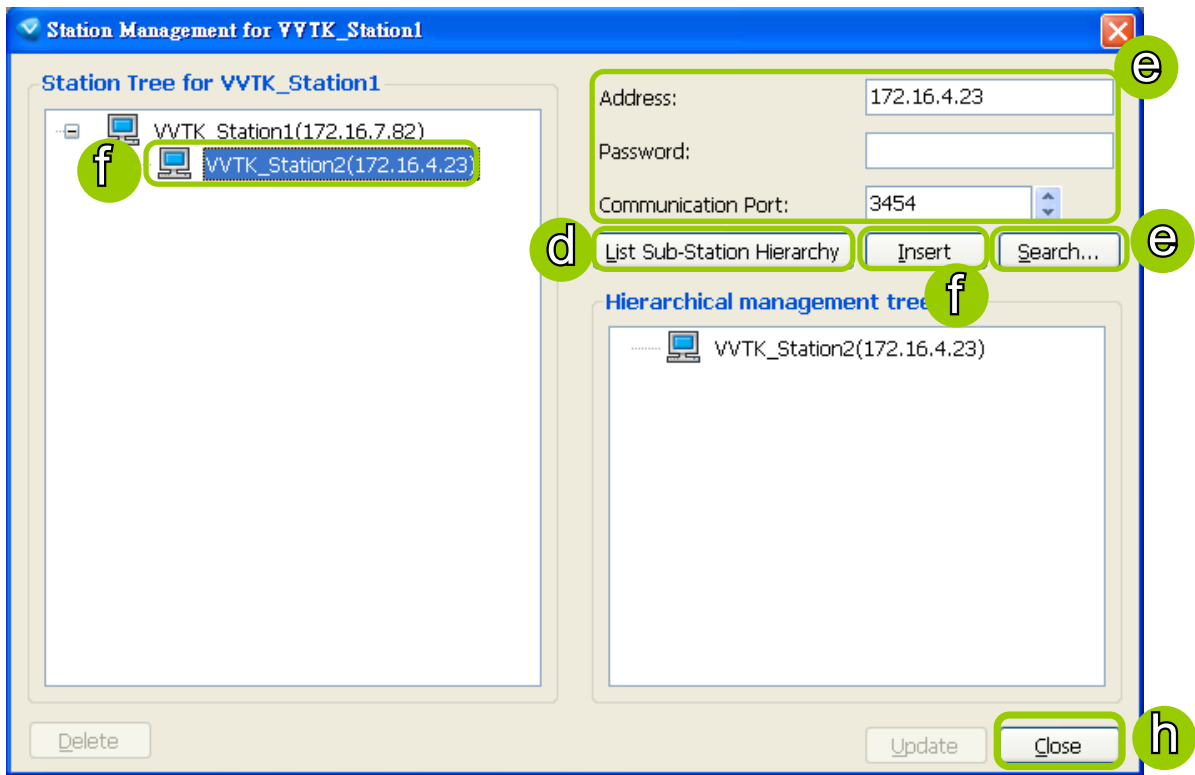 Station Management for VVTK_Station1
e
Station Tree for VVTK_Station1
VVTK_Station1(172.16.7.82)
f
VVTK_Station2(172.16.4.23)
Address:
172.16.4.23
Password:
Communication Port:
3454
d
List Sub-Station Hierarchy
Insert
Search...
e
f
Hierarchical management tree
VVTK_Station2(172.16.4.23)
Delete
Update
Close
h